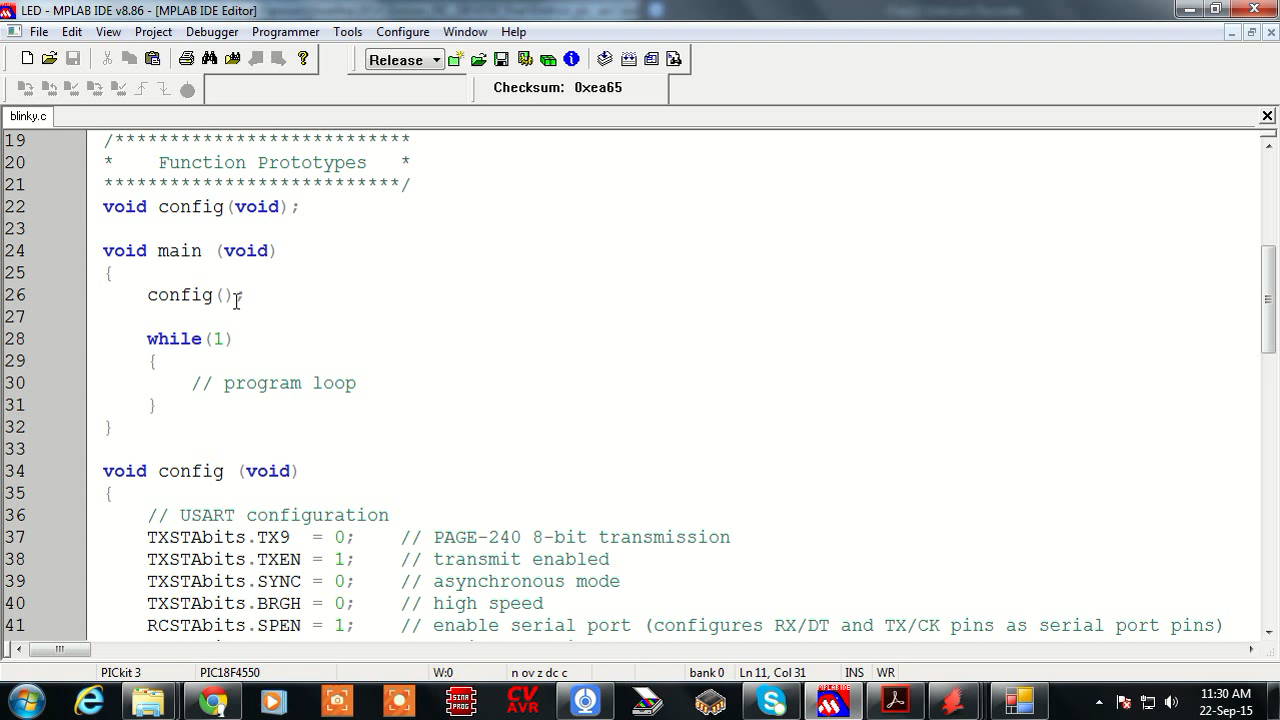 LED - MPLAB IDE v8.86 - [MPLAB IDE Editor]
File Edit View Project Debugger Programmer Tools Configure Window Help
Release
Checksum: 0xea65
blinky.c
19 /***************************
20 *    Function Prototypes   *
21 ***************************/
22 void config(void);
23
24 void main (void)
25 {
26     config();
27
28     while(1)
29     {
30         // program loop
31     }
32 }
33
34 void config (void)
35 {
36     // USART configuration
37     TXSTAbits.TX9  = 0;    // PAGE-240 8-bit transmission
38     TXSTAbits.TXEN = 1;    // transmit enabled
39     TXSTAbits.SYNC = 0;    // asynchronous mode
40     TXSTAbits.BRGH = 0;    // high speed
41     RCSTAbits.SPEN = 1;    // enable serial port (configures RX/DT and TX/CK pins as serial port pins)
PICkit 3 PIC18F4550 W:0 n ov z dc c bank 0 Ln 11, Col 31 INS WR
SINA PROG
CV AVR
MPLAB IDE
11:30 AM
22-Sep-15